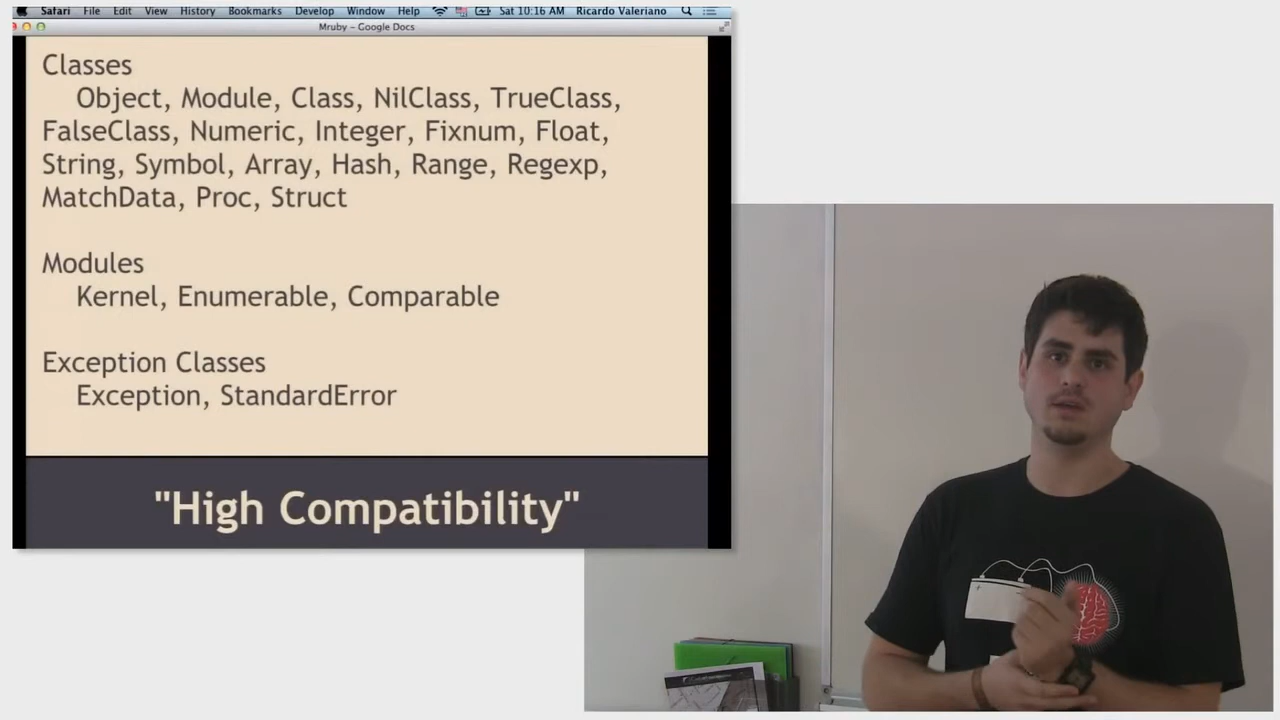 Safari File Edit View History Bookmarks Develop Window Help Sat 10:16 AM Ricardo Valeriano
Mruby – Google Docs
Classes
Object, Module, Class, NilClass, TrueClass,
FalseClass, Numeric, Integer, Fixnum, Float,
String, Symbol, Array, Hash, Range, Regexp,
MatchData, Proc, Struct
Modules
Kernel, Enumerable, Comparable
Exception Classes
Exception, StandardError
"High Compatibility"